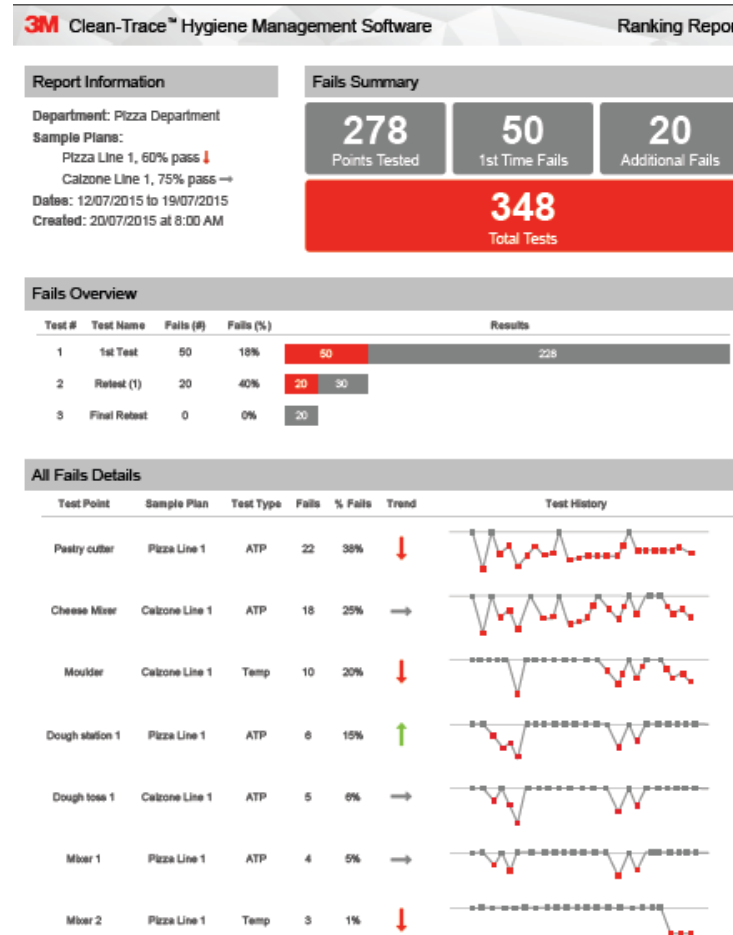 3M Clean-Trace™ Hygiene Management Software Ranking Repor
Report Information
Department: Pizza Department
Sample Plans:
Pizza Line 1, 60% pass ↓
Calzone Line 1, 75% pass →
Dates: 12/07/2015 to 19/07/2015
Created: 20/07/2015 at 8:00 AM
Fails Summary
278 50 20
Points Tested 1st Time Fails Additional Fails
348
Total Tests
Fails Overview
Test # Test Name Fails (#) Fails (%) Results
1 1st Test 50 18% 50 228
2 Retest (1) 20 40% 20 30
3 Final Retest 0 0% 20
All Fails Details
Test Point Sample Plan Test Type Fails % Fails Trend Test History
Pastry cutter Pizza Line 1 ATP 22 38% ↓
Cheese Mixer Calzone Line 1 ATP 18 25% →
Moulder Calzone Line 1 Temp 10 20% ↓
Dough station 1 Pizza Line 1 ATP 6 15% ↑
Dough toss 1 Calzone Line 1 ATP 5 6% →
Mixer 1 Pizza Line 1 ATP 4 5% →
Mixer 2 Pizza Line 1 Temp 3 1% ↓